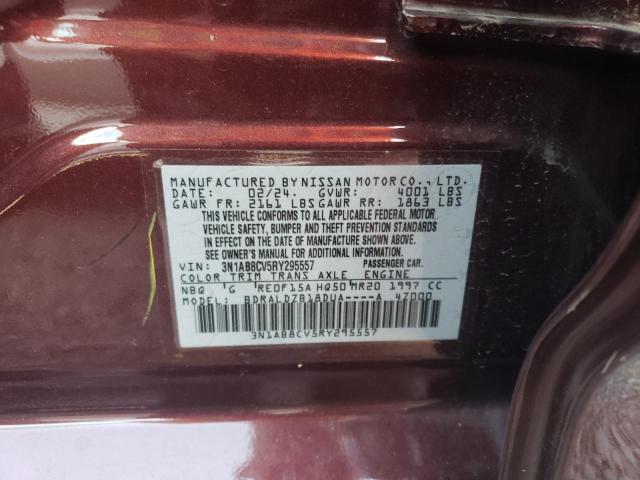 MANUFACTURED BY NISSAN MOTOR CO., LTD.
DATE: 02/24. GVWR: 4001 LBS
GAWR FR: 2161 LBS GAWR RR: 1863 LBS
THIS VEHICLE CONFORMS TO ALL APPLICABLE FEDERAL MOTOR
VEHICLE SAFETY, BUMPER AND THEFT PREVENTION STANDARDS
IN EFFECT ON THE DATE OF MANUFACTURE SHOWN ABOVE.
SEE OWNER'S MANUAL FOR ADDITIONAL INFORMATION.
VIN: 3N1AB8CV5RY295557 PASSENGER CAR.
COLOR TRIM TRANS AXLE ENGINE
NBQ G RE0F15A HQ50 MR20 1997 CC
MODEL: BDRALDZB18DUA----A 47000
3N1AB8CV5RY295557